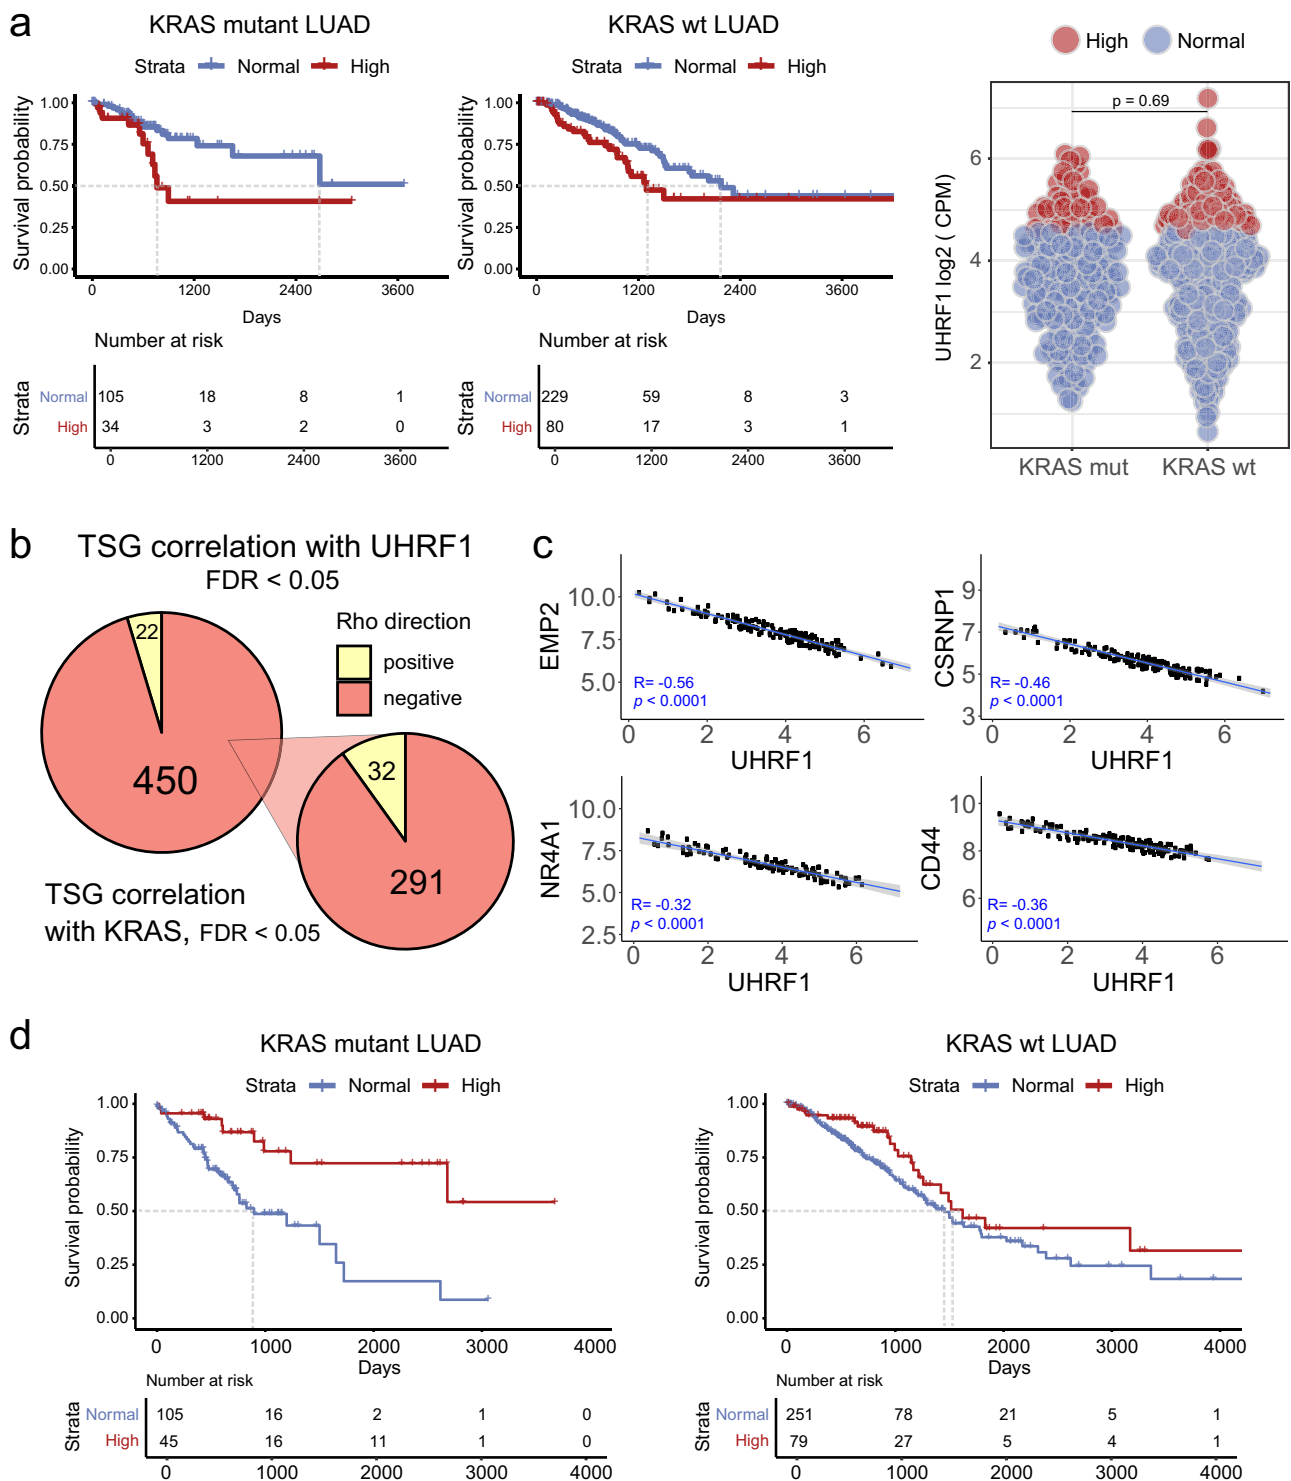 a
KRAS mutant LUAD
Strata Normal High
Survival probability
1.00
0.75
0.50
0.25
0.00
0 1200 2400 3600
Days
Number at risk
Strata
Normal 105 18 8 1
High 34 3 2 0
0 1200 2400 3600
KRAS wt LUAD
Strata Normal High
Survival probability
1.00
0.75
0.50
0.25
0.00
0 1200 2400 3600
Days
Number at risk
Strata
Normal 229 59 8 3
High 80 17 3 1
0 1200 2400 3600
High Normal
p = 0.69
UHRF1 log2 ( CPM)
6
4
2
KRAS mut KRAS wt
b
TSG correlation with UHRF1
FDR < 0.05
22
450
Rho direction
positive
negative
32
291
TSG correlation
with KRAS, FDR < 0.05
c
EMP2
10.0
7.5
5.0
R= -0.56
p < 0.0001
0 2 4 6
UHRF1
CSRNP1
9
7
5
3
R= -0.46
p < 0.0001
0 2 4 6
UHRF1
NR4A1
10.0
7.5
5.0
2.5
R= -0.32
p < 0.0001
0 2 4 6
UHRF1
CD44
10
8
6
R= -0.36
p < 0.0001
0 2 4 6
UHRF1
d
KRAS mutant LUAD
Strata Normal High
Survival probability
1.00
0.75
0.50
0.25
0.00
0 1000 2000 3000 4000
Days
Number at risk
Strata
Normal 105 16 2 1 0
High 45 16 11 1 0
0 1000 2000 3000 4000
KRAS wt LUAD
Strata Normal High
Survival probability
1.00
0.75
0.50
0.25
0.00
0 1000 2000 3000 4000
Days
Number at risk
Strata
Normal 251 78 21 5 1
High 79 27 5 4 1
0 1000 2000 3000 4000